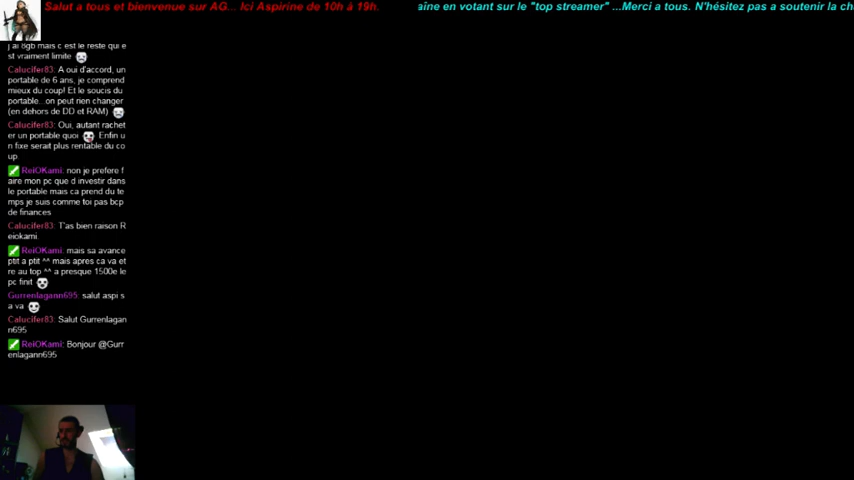 Salut a tous et bienvenue sur AG... Ici Aspirine de 10h à 19h.
aîne en votant sur le "top streamer" ...Merci a tous. N'hésitez pas a soutenir la ch
j'ai 8gb mais c est le reste qui e
st vraiment limite
Calucifer83: A oui d'accord, un
portable de 6 ans, je comprend
mieux du coup! Et le soucis du
portable...on peut rien changer
(en dehors de DD et RAM)
Calucifer83: Oui, autant rachet
er un portable quoi Enfin u
n fixe serait plus rentable du co
up.
ReiOKami: non je prefere f
aire mon pc que d investir dans
le portable mais ca prend du te
mps je suis comme toi pas bcp
de finances
Calucifer83: T'as bien raison R
eiokami.
ReiOKami: mais sa avance
ptit a ptit ^^ mais apres ca va et
re au top ^^ a presque 1500e le
pc finit
Gurrenlagann695: salut aspi s
a va
Calucifer83: Salut Gurrenlagan
n695
ReiOKami: Bonjour @Gurr
enlagann695